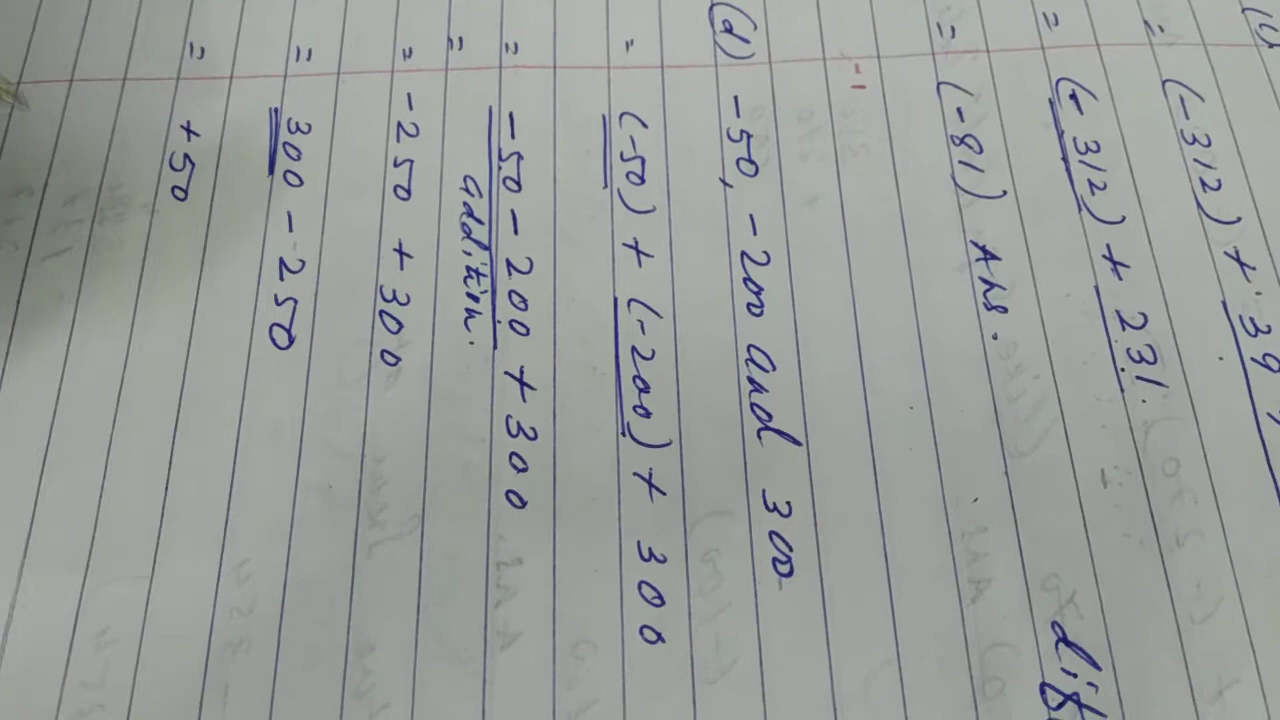 = (-312) + 39
= (-312) + 231.
= (-81) Ans.
-1
(d) -50, -200 and 300
= (-50) + (-200) + 300
= -50 - 200 + 300
= addition.
= -250 + 300
= 300 - 250
= +50